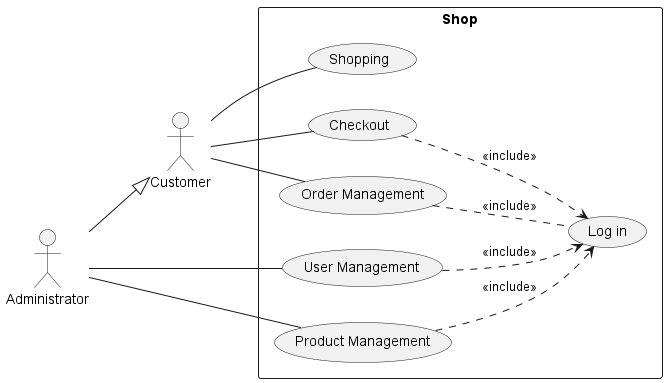 Shop
Shopping
Checkout
«include»
Customer
Order Management
«include»
Log in
Administrator
User Management
«include»
Product Management
«include»